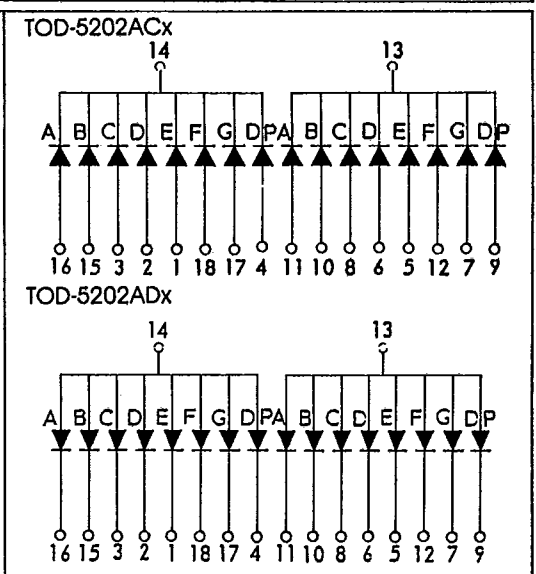 TOD-5202ACx
14 13
A B C D E F G DP A B C D E F G DP
16 15 3 2 1 18 17 4 11 10 8 6 5 12 7 9
TOD-5202ADx
14 13
A B C D E F G DP A B C D E F G DP
16 15 3 2 1 18 17 4 11 10 8 6 5 12 7 9